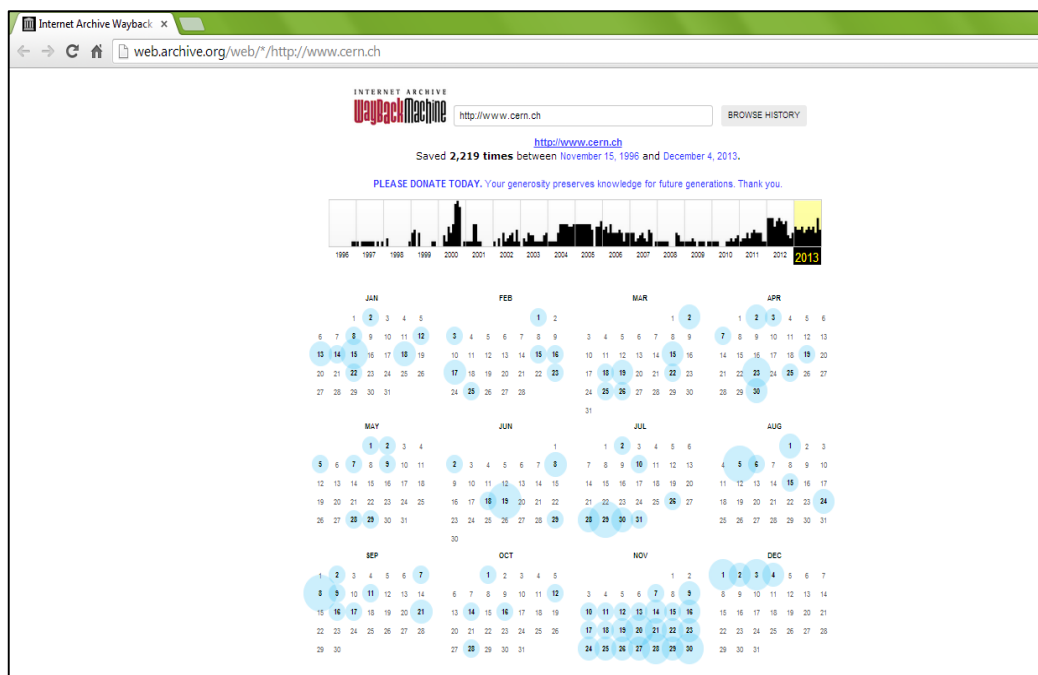 Internet Archive Wayback
web.archive.org/web/*/http://www.cern.ch
INTERNET ARCHIVE
WayBackMachine
http://www.cern.ch
BROWSE HISTORY
http://www.cern.ch
Saved 2,219 times between November 15, 1996 and December 4, 2013.
PLEASE DONATE TODAY. Your generosity preserves knowledge for future generations. Thank you.
1996 1997 1998 1999 2000 2001 2002 2003 2004 2005 2006 2007 2008 2009 2010 2011 2012 2013
JAN FEB MAR APR
1 2 3 4 5 1 2 1 2 1 2 3 4 5 6
6 7 8 9 10 11 12 3 4 5 6 7 8 9 3 4 5 6 7 8 9 7 8 9 10 11 12 13
13 14 15 16 17 18 19 10 11 12 13 14 15 16 10 11 12 13 14 15 16 14 15 16 17 18 19 20
20 21 22 23 24 25 26 17 18 19 20 21 22 23 17 18 19 20 21 22 23 21 22 23 24 25 26 27
27 28 29 30 31 24 25 26 27 28 24 25 26 27 28 29 30 28 29 30
31
MAY JUN JUL AUG
1 2 3 4 1 1 2 3 4 5 6 1 2 3
5 6 7 8 9 10 11 2 3 4 5 6 7 8 7 8 9 10 11 12 13 4 5 6 7 8 9 10
12 13 14 15 16 17 18 9 10 11 12 13 14 15 14 15 16 17 18 19 20 11 12 13 14 15 16 17
19 20 21 22 23 24 25 16 17 18 19 20 21 22 21 22 23 24 25 26 27 18 19 20 21 22 23 24
26 27 28 29 30 31 23 24 25 26 27 28 29 28 29 30 31 25 26 27 28 29 30 31
30
SEP OCT NOV DEC
1 2 3 4 5 6 7 1 2 3 4 5 1 2 1 2 3 4 5 6 7
8 9 10 11 12 13 14 6 7 8 9 10 11 12 3 4 5 6 7 8 9 8 9 10 11 12 13 14
15 16 17 18 19 20 21 13 14 15 16 17 18 19 10 11 12 13 14 15 16 15 16 17 18 19 20 21
22 23 24 25 26 27 28 20 21 22 23 24 25 26 17 18 19 20 21 22 23 22 23 24 25 26 27 28
29 30 27 28 29 30 31 24 25 26 27 28 29 30 29 30 31